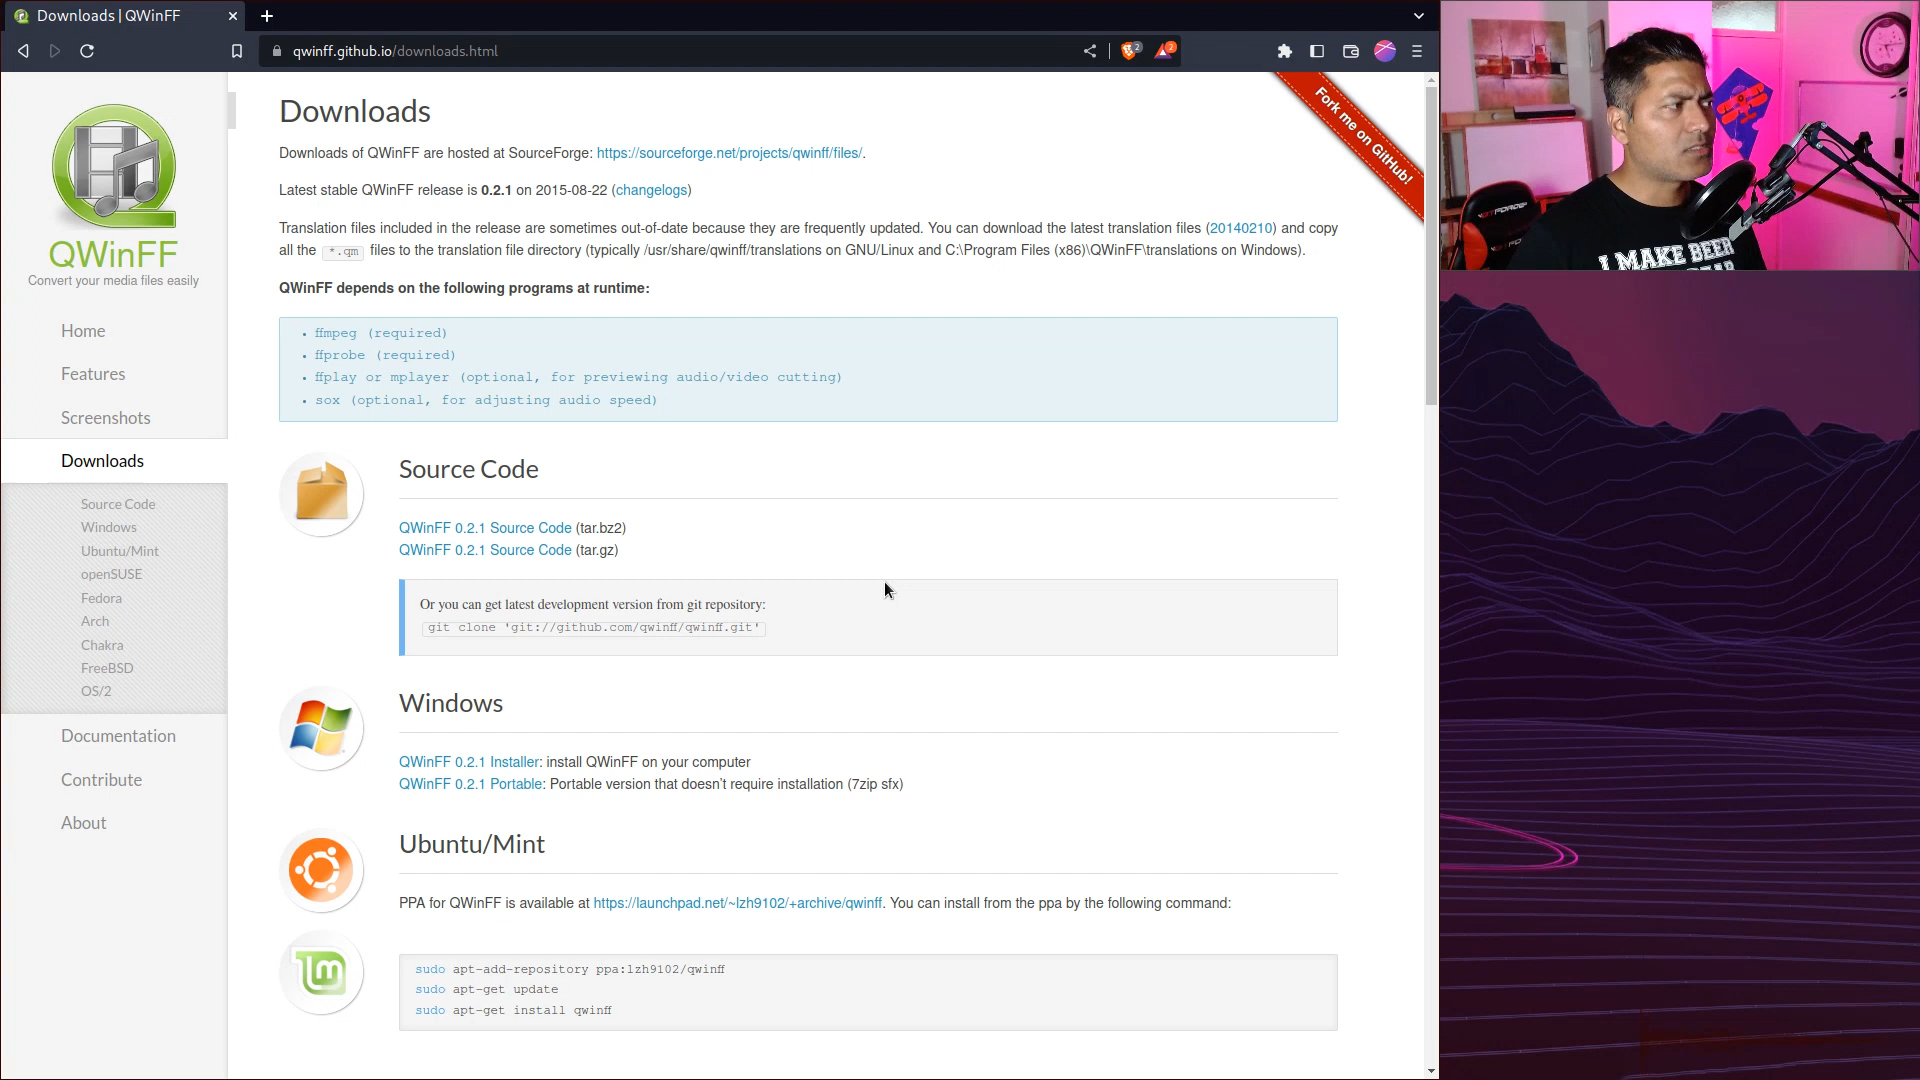 Downloads | QWinFF
qwinff.github.io/downloads.html
2
2
QWinFF
Convert your media files easily
Home
Features
Screenshots
Downloads
Source Code
Windows
Ubuntu/Mint
openSUSE
Fedora
Arch
Chakra
FreeBSD
OS/2
Documentation
Contribute
About
Fork me on GitHub!
Downloads
Downloads of QWinFF are hosted at SourceForge: https://sourceforge.net/projects/qwinff/files/.
Latest stable QWinFF release is 0.2.1 on 2015-08-22 (changelogs)
Translation files included in the release are sometimes out-of-date because they are frequently updated. You can download the latest translation files (20140210) and copy
all the *.qm files to the translation file directory (typically /usr/share/qwinff/translations on GNU/Linux and C:\Program Files (x86)\QWinFF\translations on Windows).
QWinFF depends on the following programs at runtime:
• ffmpeg (required)
• ffprobe (required)
• ffplay or mplayer (optional, for previewing audio/video cutting)
• sox (optional, for adjusting audio speed)
Source Code
QWinFF 0.2.1 Source Code (tar.bz2)
QWinFF 0.2.1 Source Code (tar.gz)
Or you can get latest development version from git repository:
git clone 'git://github.com/qwinff/qwinff.git'
Windows
QWinFF 0.2.1 Installer: install QWinFF on your computer
QWinFF 0.2.1 Portable: Portable version that doesn't require installation (7zip sfx)
Ubuntu/Mint
PPA for QWinFF is available at https://launchpad.net/~lzh9102/+archive/qwinff. You can install from the ppa by the following command:
sudo apt-add-repository ppa:lzh9102/qwinff
sudo apt-get update
sudo apt-get install qwinff
I MAKE BEER